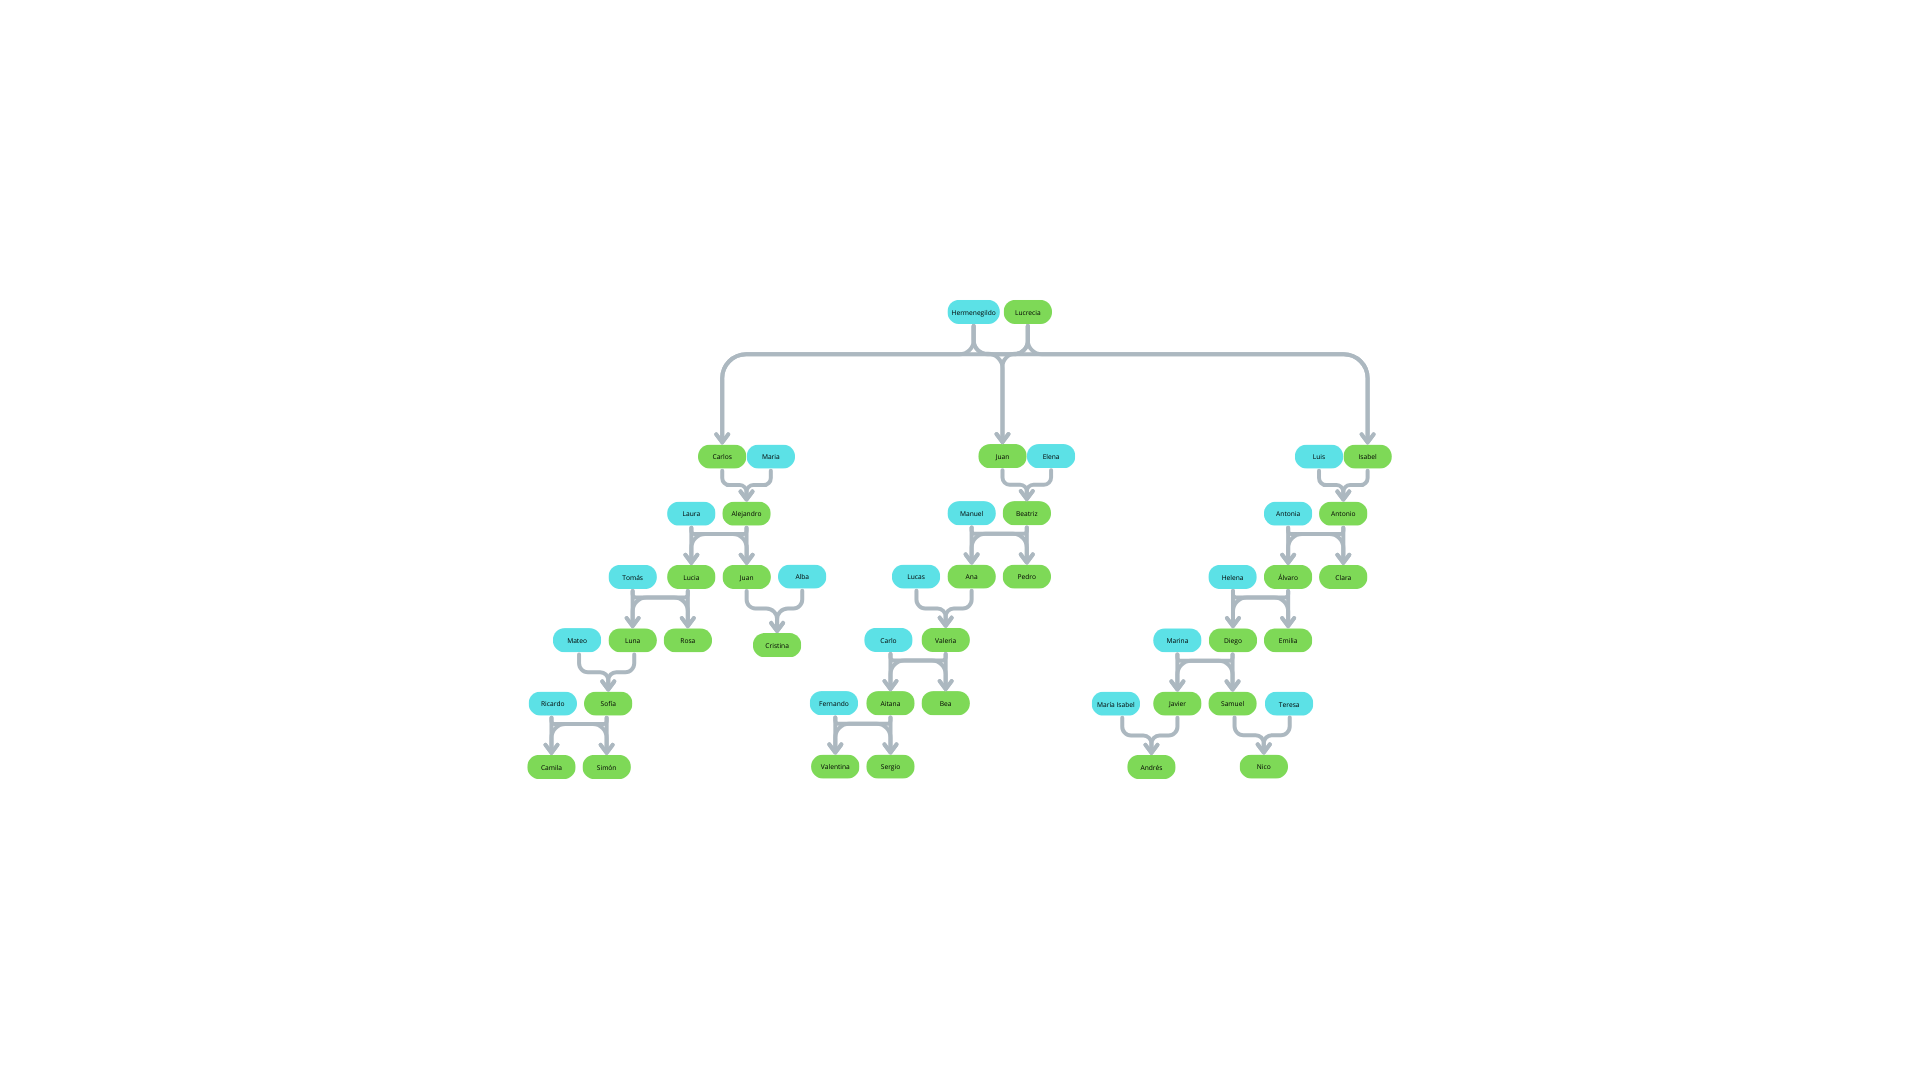 Hermenegildo
Lucrecia
Carlos
Maria
Juan
Elena
Luis
Isabel
Laura
Alejandro
Manuel
Beatriz
Antonia
Antonio
Tomás
Lucia
Juan
Alba
Lucas
Ana
Pedro
Helena
Álvaro
Clara
Mateo
Luna
Rosa
Cristina
Carlo
Valeria
Marina
Diego
Emilia
Ricardo
Sofía
Fernando
Aitana
Bea
María Isabel
Javier
Samuel
Teresa
Camila
Simón
Valentina
Sergio
Andrés
Nico